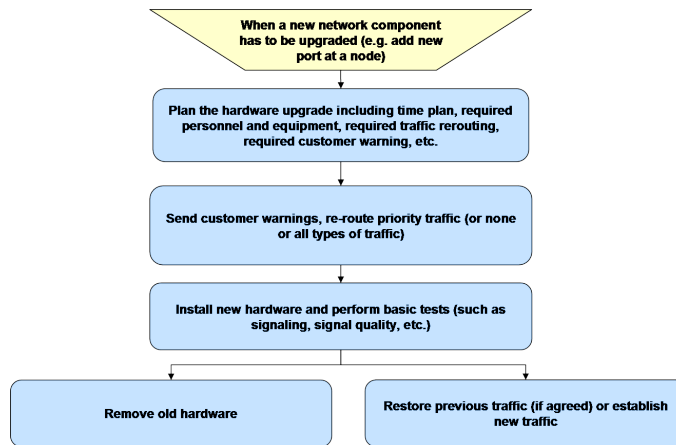 When a new network component
has to be upgraded (e.g. add new
port at a node)
Plan the hardware upgrade including time plan, required
personnel and equipment, required traffic rerouting,
required customer warning, etc.
Send customer warnings, re-route priority traffic (or none
or all types of traffic)
Install new hardware and perform basic tests (such as
signaling, signal quality, etc.)
Remove old hardware
Restore previous traffic (if agreed) or establish
new traffic